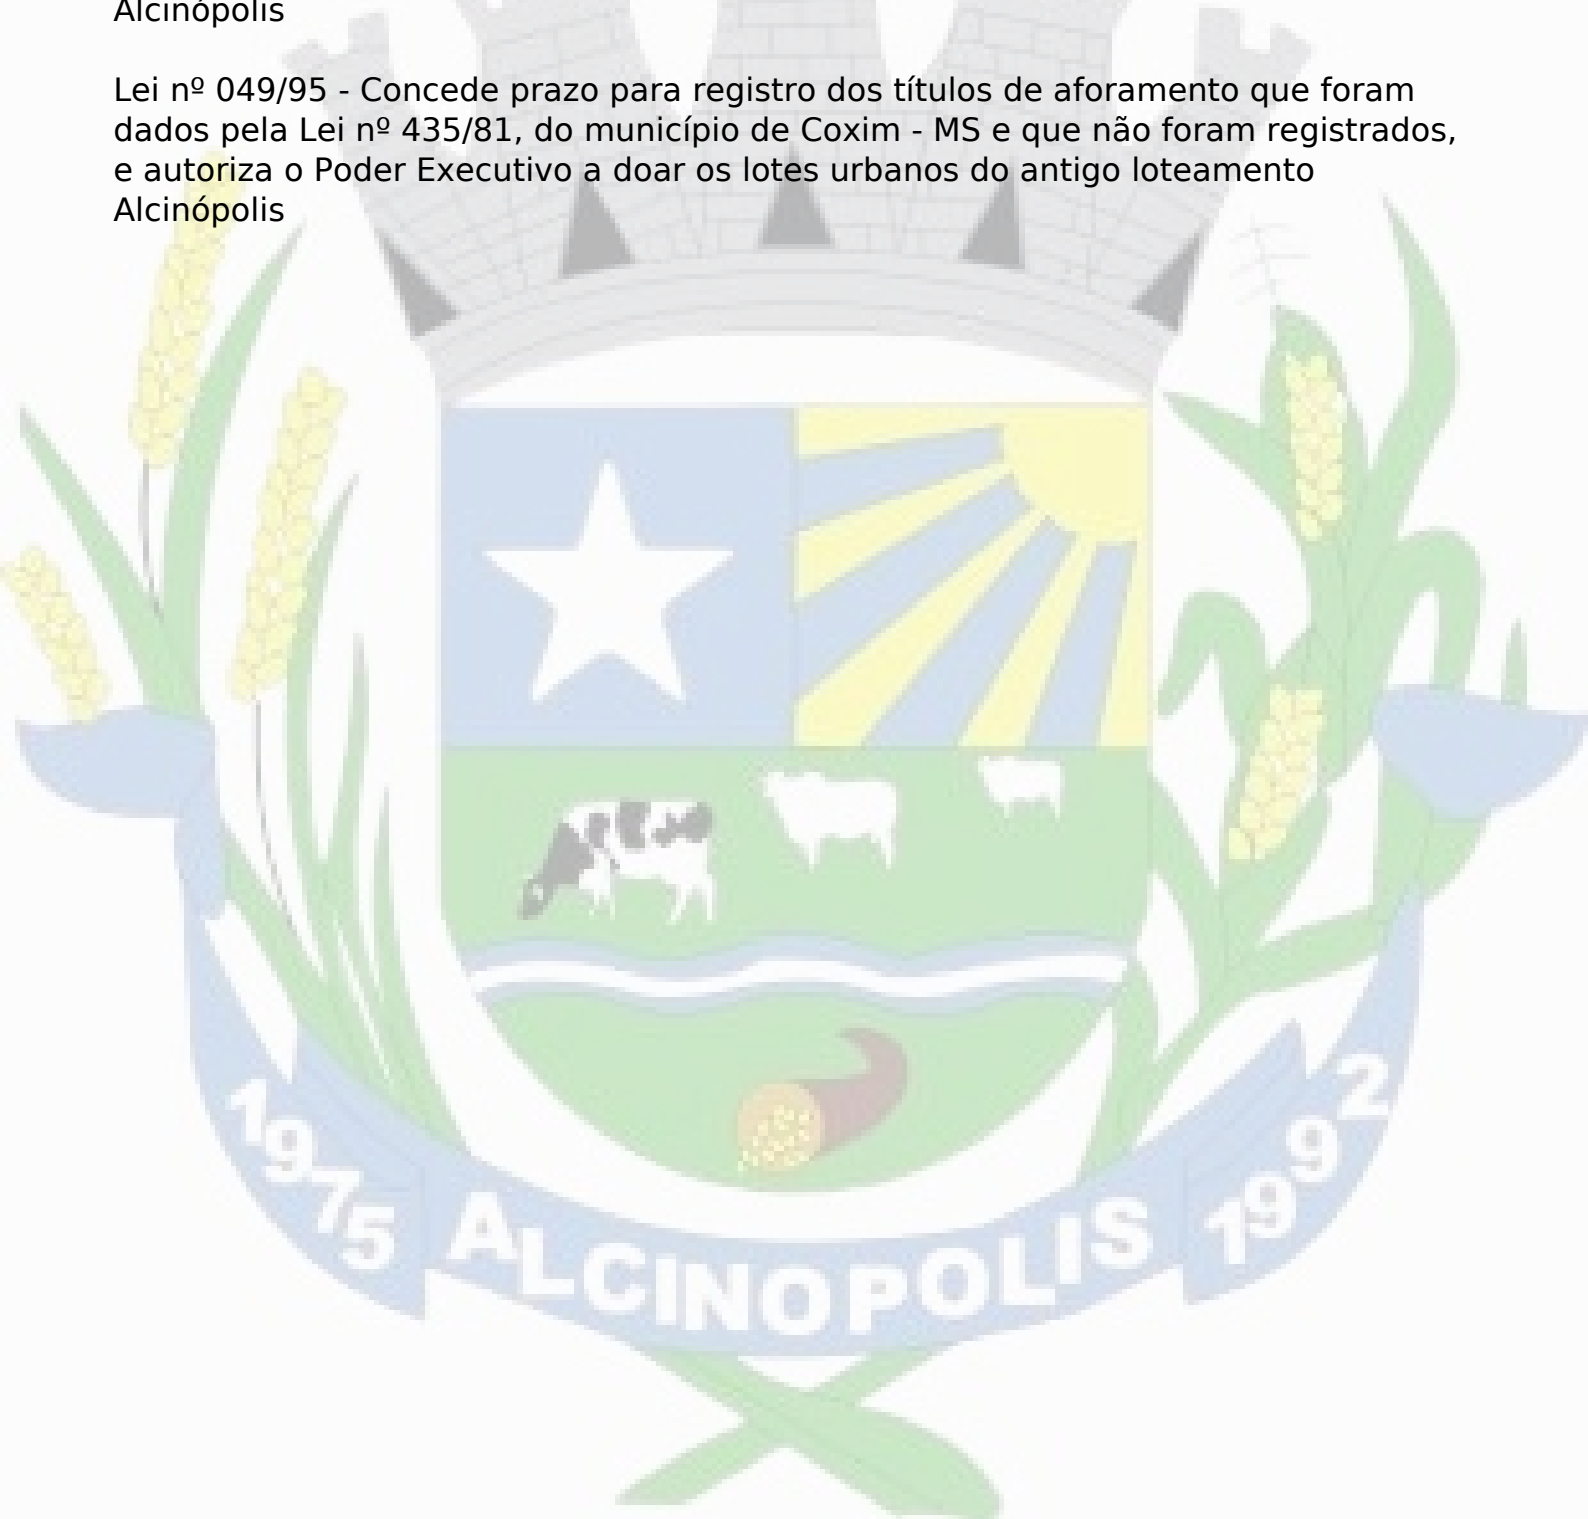 Alcinópolis
Lei nº 049/95 - Concede prazo para registro dos títulos de aforamento que foram
dados pela Lei nº 435/81, do município de Coxim - MS e que não foram registrados,
e autoriza o Poder Executivo a doar os lotes urbanos do antigo loteamento
Alcinópolis
1975 ALCINOPOLIS 1992